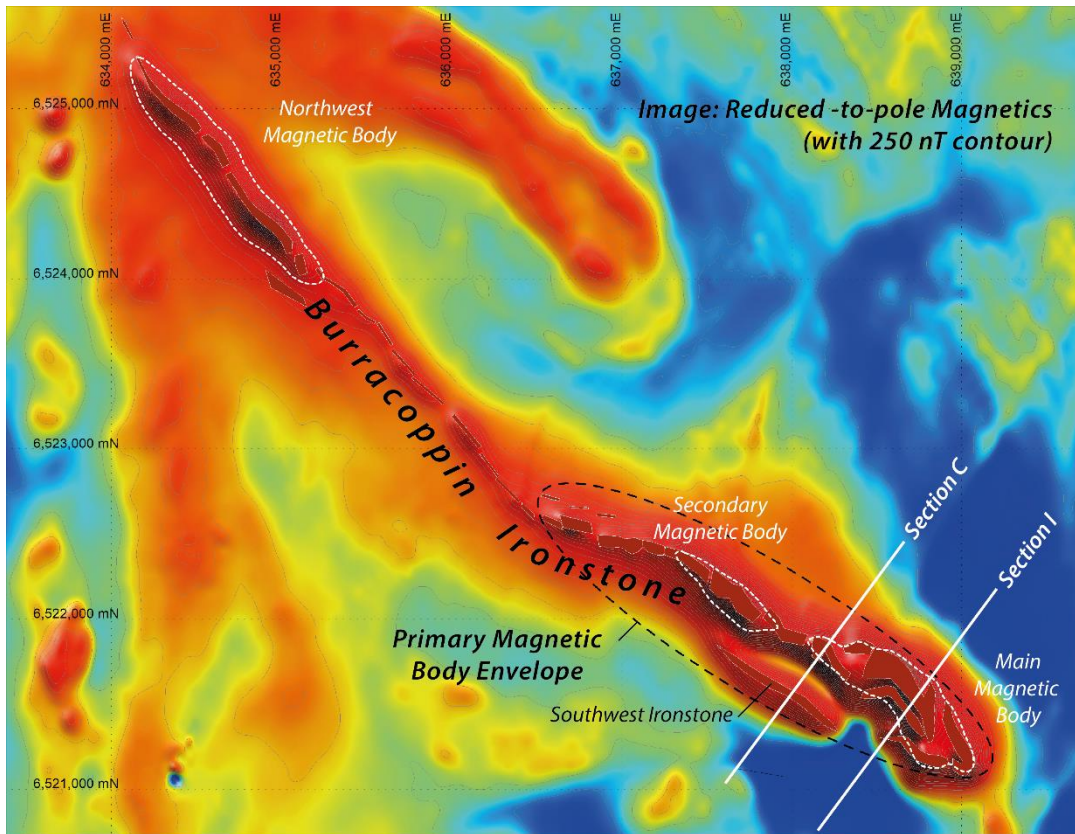 634,000 mE
635,000 mE
636,000 mE
637,000 mE
638,000 mE
639,000 mE
Image: Reduced -to-pole Magnetics
(with 250 nT contour)
6,525,000 mN
Northwest
Magnetic Body
6,524,000 mN
Burracoppin Ironstone
6,523,000 mN
Secondary
Magnetic Body
Section C
Section I
6,522,000 mN
Primary Magnetic
Body Envelope
Main
Magnetic
Body
Southwest Ironstone
6,521,000 mN